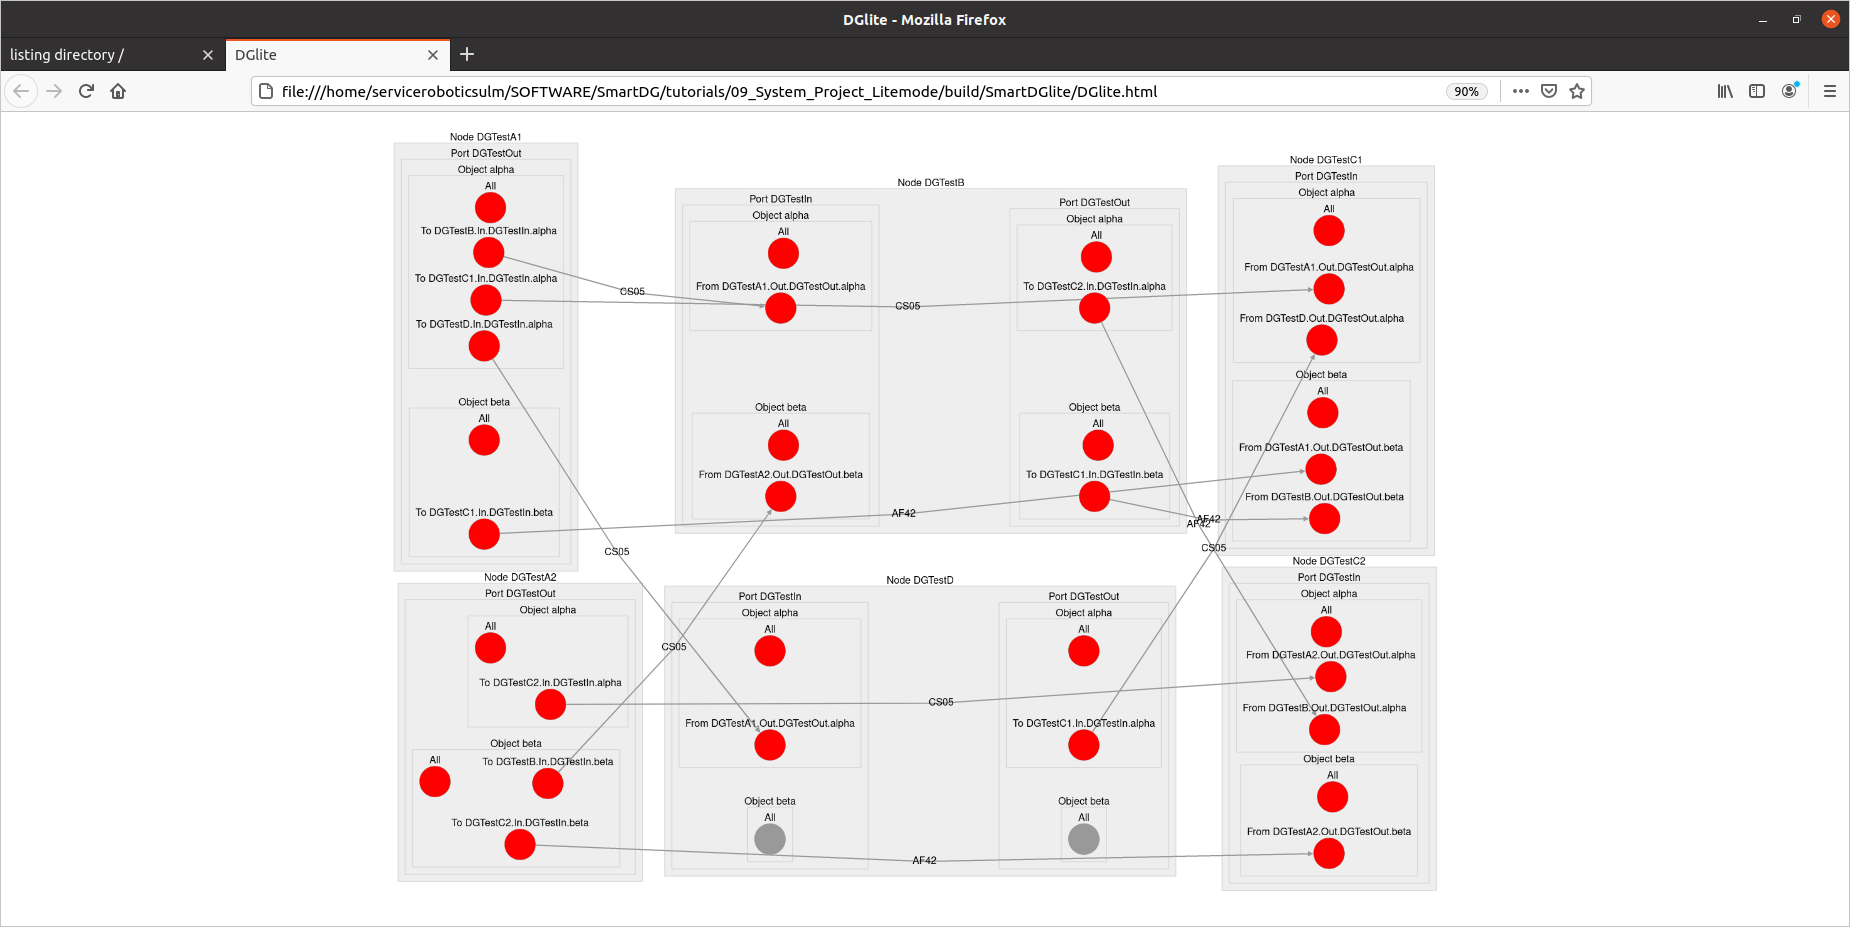 DGlite - Mozilla Firefox
listing directory /
DGlite
file:///home/serviceroboticsulm/SOFTWARE/SmartDG/tutorials/09_System_Project_Litemode/build/SmartDGlite/DGlite.html
90%
Node DGTestA1
Port DGTestOut
Object alpha
All
To DGTestB.In.DGTestIn.alpha
To DGTestC1.In.DGTestIn.alpha
To DGTestD.In.DGTestIn.alpha
Object beta
All
To DGTestC1.In.DGTestIn.beta
Node DGTestB
Port DGTestIn
Object alpha
All
From DGTestA1.Out.DGTestOut.alpha
Object beta
All
From DGTestA2.Out.DGTestOut.beta
Port DGTestOut
Object alpha
All
To DGTestC2.In.DGTestIn.alpha
Object beta
All
To DGTestC1.In.DGTestIn.beta
Node DGTestC1
Port DGTestIn
Object alpha
All
From DGTestA1.Out.DGTestOut.alpha
From DGTestD.Out.DGTestOut.alpha
Object beta
All
From DGTestA1.Out.DGTestOut.beta
From DGTestB.Out.DGTestOut.beta
CS05
CS05
AF42
AF42
AF42
CS05
CS05
CS05
CS05
AF42
Node DGTestA2
Port DGTestOut
Object alpha
All
To DGTestC2.In.DGTestIn.alpha
Object beta
All
To DGTestB.In.DGTestIn.beta
To DGTestC2.In.DGTestIn.beta
Node DGTestD
Port DGTestIn
Object alpha
All
From DGTestA1.Out.DGTestOut.alpha
Object beta
All
Port DGTestOut
Object alpha
All
To DGTestC1.In.DGTestIn.alpha
Object beta
All
Node DGTestC2
Port DGTestIn
Object alpha
All
From DGTestA2.Out.DGTestOut.alpha
From DGTestB.Out.DGTestOut.alpha
Object beta
All
From DGTestA2.Out.DGTestOut.beta